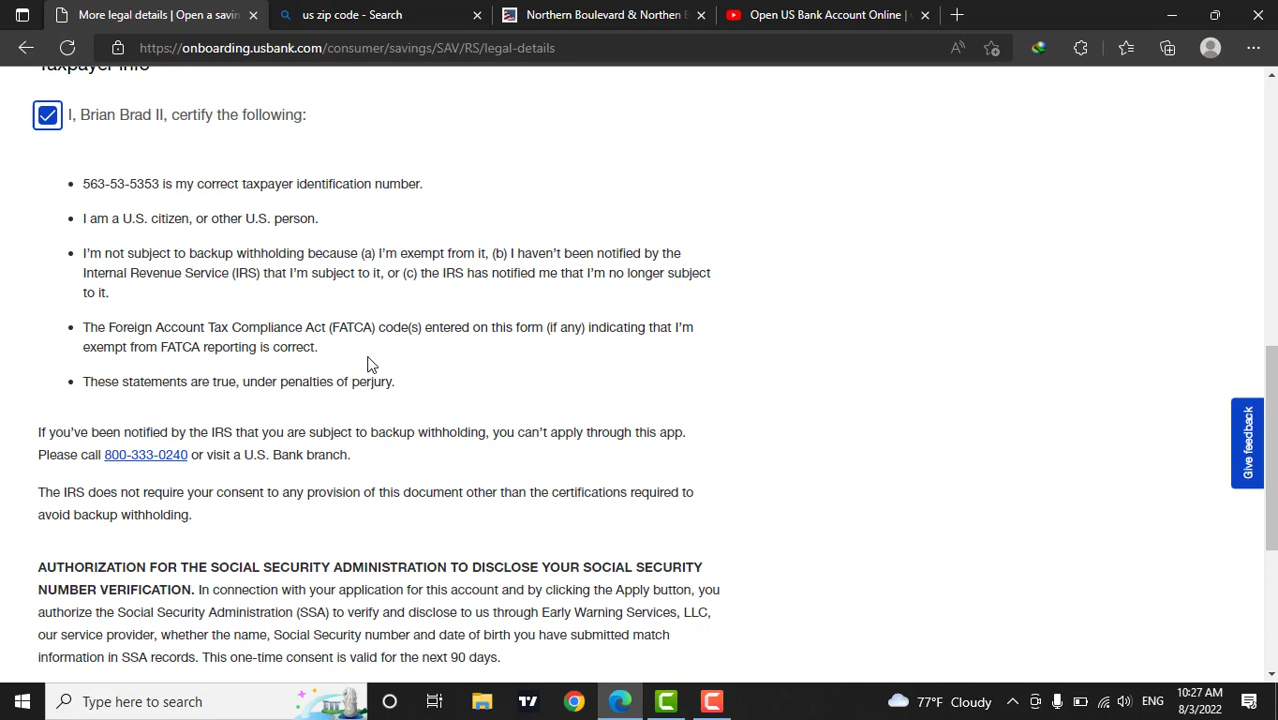 More legal details | Open a savin
us zip code - Search
Northern Boulevard & Northen B
Open US Bank Account Online | 
https://onboarding.usbank.com/consumer/savings/SAV/RS/legal-details
Taxpayer info
I, Brian Brad II, certify the following:
• 563-53-5353 is my correct taxpayer identification number.
• I am a U.S. citizen, or other U.S. person.
• I'm not subject to backup withholding because (a) I'm exempt from it, (b) I haven't been notified by the
Internal Revenue Service (IRS) that I'm subject to it, or (c) the IRS has notified me that I'm no longer subject
to it.
• The Foreign Account Tax Compliance Act (FATCA) code(s) entered on this form (if any) indicating that I'm
exempt from FATCA reporting is correct.
• These statements are true, under penalties of perjury.
If you've been notified by the IRS that you are subject to backup withholding, you can't apply through this app.
Please call 800-333-0240 or visit a U.S. Bank branch.
The IRS does not require your consent to any provision of this document other than the certifications required to
avoid backup withholding.
AUTHORIZATION FOR THE SOCIAL SECURITY ADMINISTRATION TO DISCLOSE YOUR SOCIAL SECURITY
NUMBER VERIFICATION. In connection with your application for this account and by clicking the Apply button, you
authorize the Social Security Administration (SSA) to verify and disclose to us through Early Warning Services, LLC,
our service provider, whether the name, Social Security number and date of birth you have submitted match
information in SSA records. This one-time consent is valid for the next 90 days.
Give feedback
Type here to search
77°F Cloudy
ENG
10:27 AM
8/3/2022